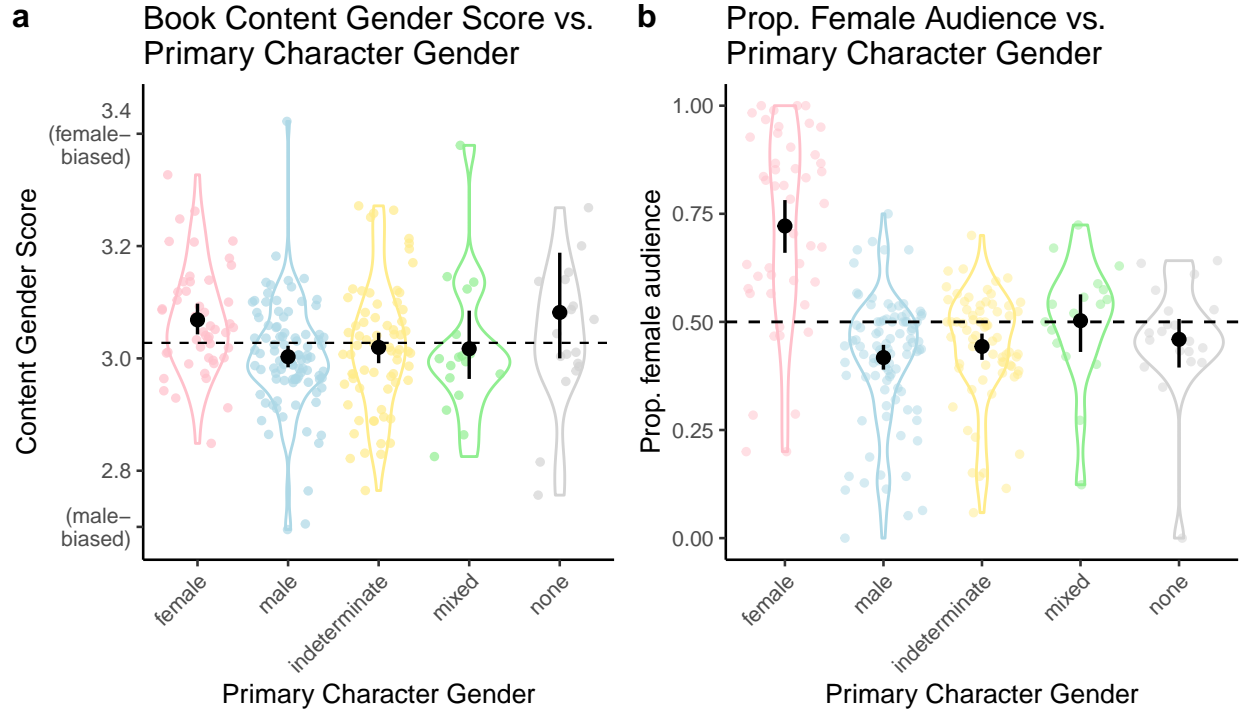 a
Book Content Gender Score vs.
Primary Character Gender
3.4
(female–
biased)
3.2
3.0
2.8
(male–
biased)
Content Gender Score
female
male
indeterminate
mixed
none
Primary Character Gender
b
Prop. Female Audience vs.
Primary Character Gender
1.00
0.75
0.50
0.25
0.00
Prop. female audience
female
male
indeterminate
mixed
none
Primary Character Gender